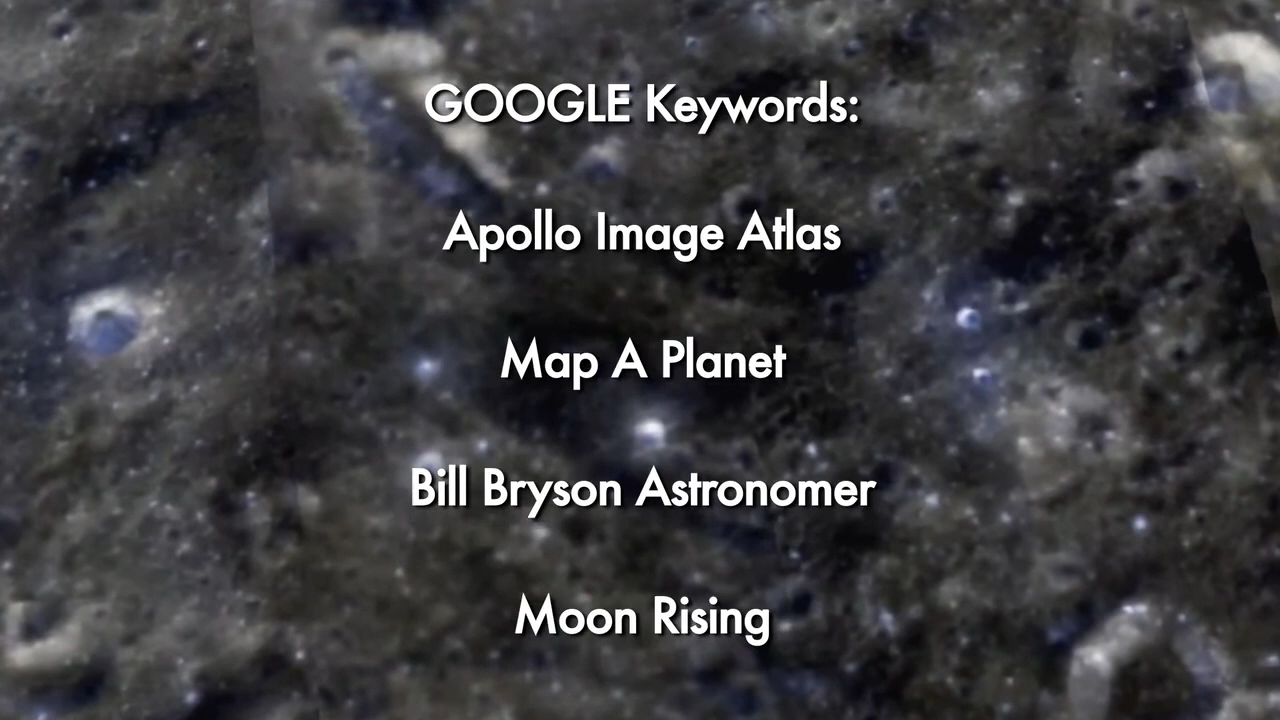 GOOGLE Keywords:
Apollo Image Atlas
Map A Planet
Bill Bryson Astronomer
Moon Rising